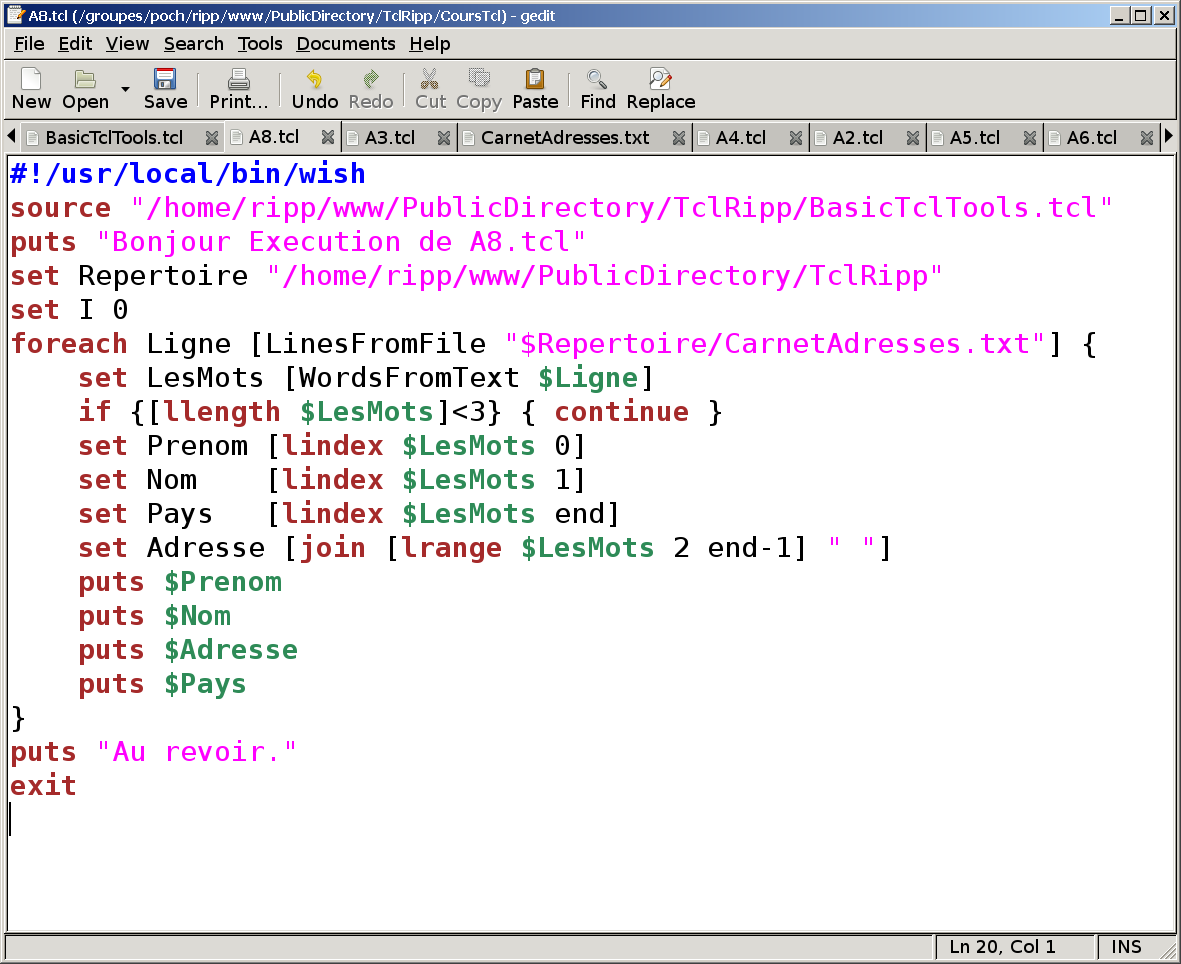 A8.tcl (/groupes/poch/ripp/www/PublicDirectory/TclRipp/CoursTcl) - gedit
File Edit View Search Tools Documents Help
New Open Save Print... Undo Redo Cut Copy Paste Find Replace
BasicTclTools.tcl A8.tcl A3.tcl CarnetAdresses.txt A4.tcl A2.tcl A5.tcl A6.tcl
#!/usr/local/bin/wish
source "/home/ripp/www/PublicDirectory/TclRipp/BasicTclTools.tcl"
puts "Bonjour Execution de A8.tcl"
set Repertoire "/home/ripp/www/PublicDirectory/TclRipp"
set I 0
foreach Ligne [LinesFromFile "$Repertoire/CarnetAdresses.txt"] {
    set LesMots [WordsFromText $Ligne]
    if {[llength $LesMots]<3} { continue }
    set Prenom [lindex $LesMots 0]
    set Nom    [lindex $LesMots 1]
    set Pays   [lindex $LesMots end]
    set Adresse [join [lrange $LesMots 2 end-1] " "]
    puts $Prenom
    puts $Nom
    puts $Adresse
    puts $Pays
}
puts "Au revoir."
exit
Ln 20, Col 1 INS